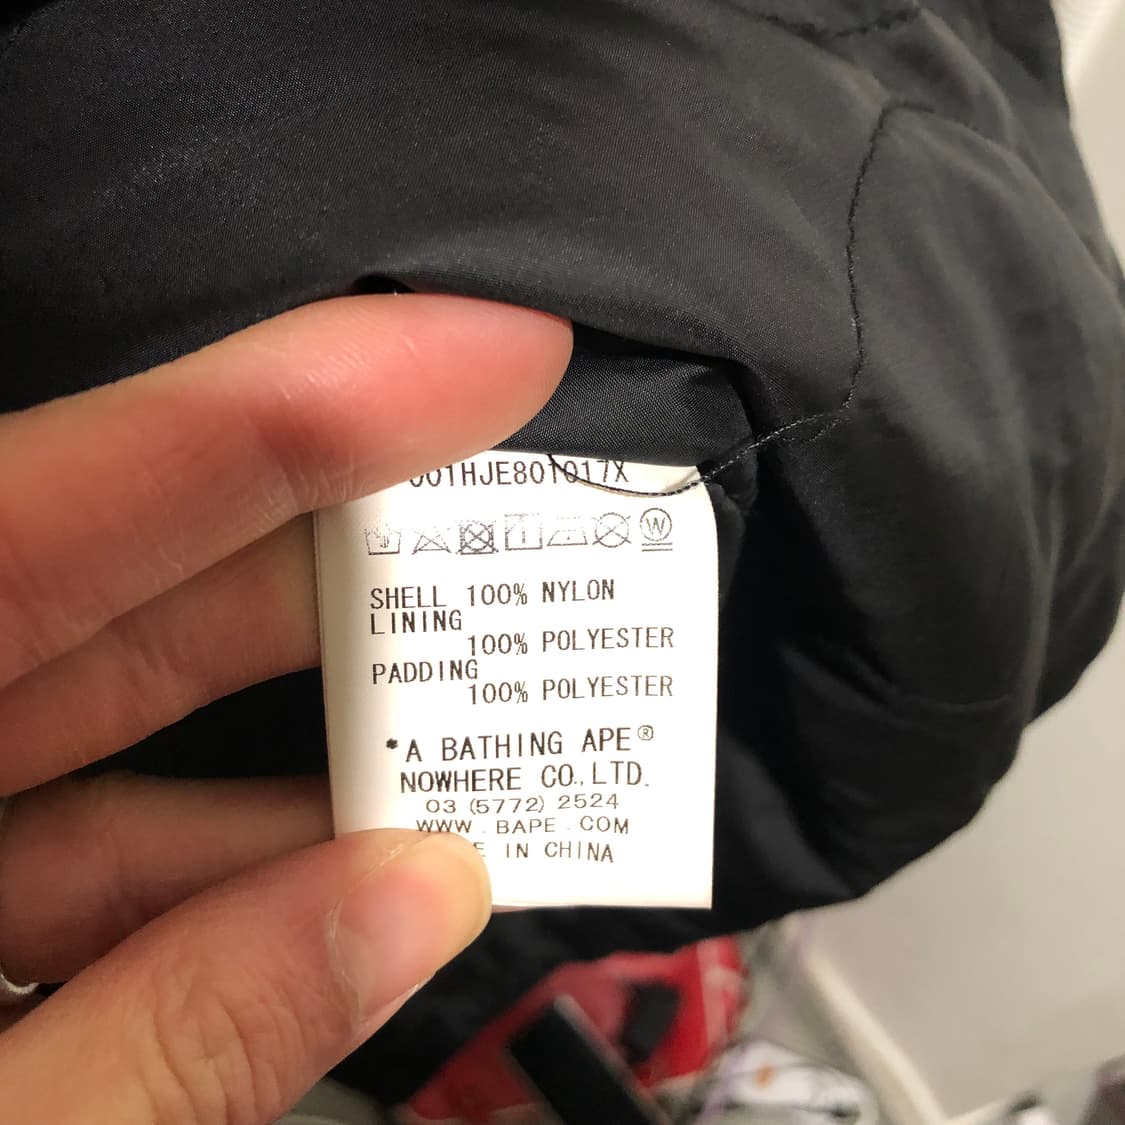 001HJE801017X
W
SHELL 100% NYLON
LINING
100% POLYESTER
PADDING
100% POLYESTER
*A BATHING APE®
NOWHERE CO.,LTD.
03 (5772) 2524
WWW.BAPE.COM
IN CHINA